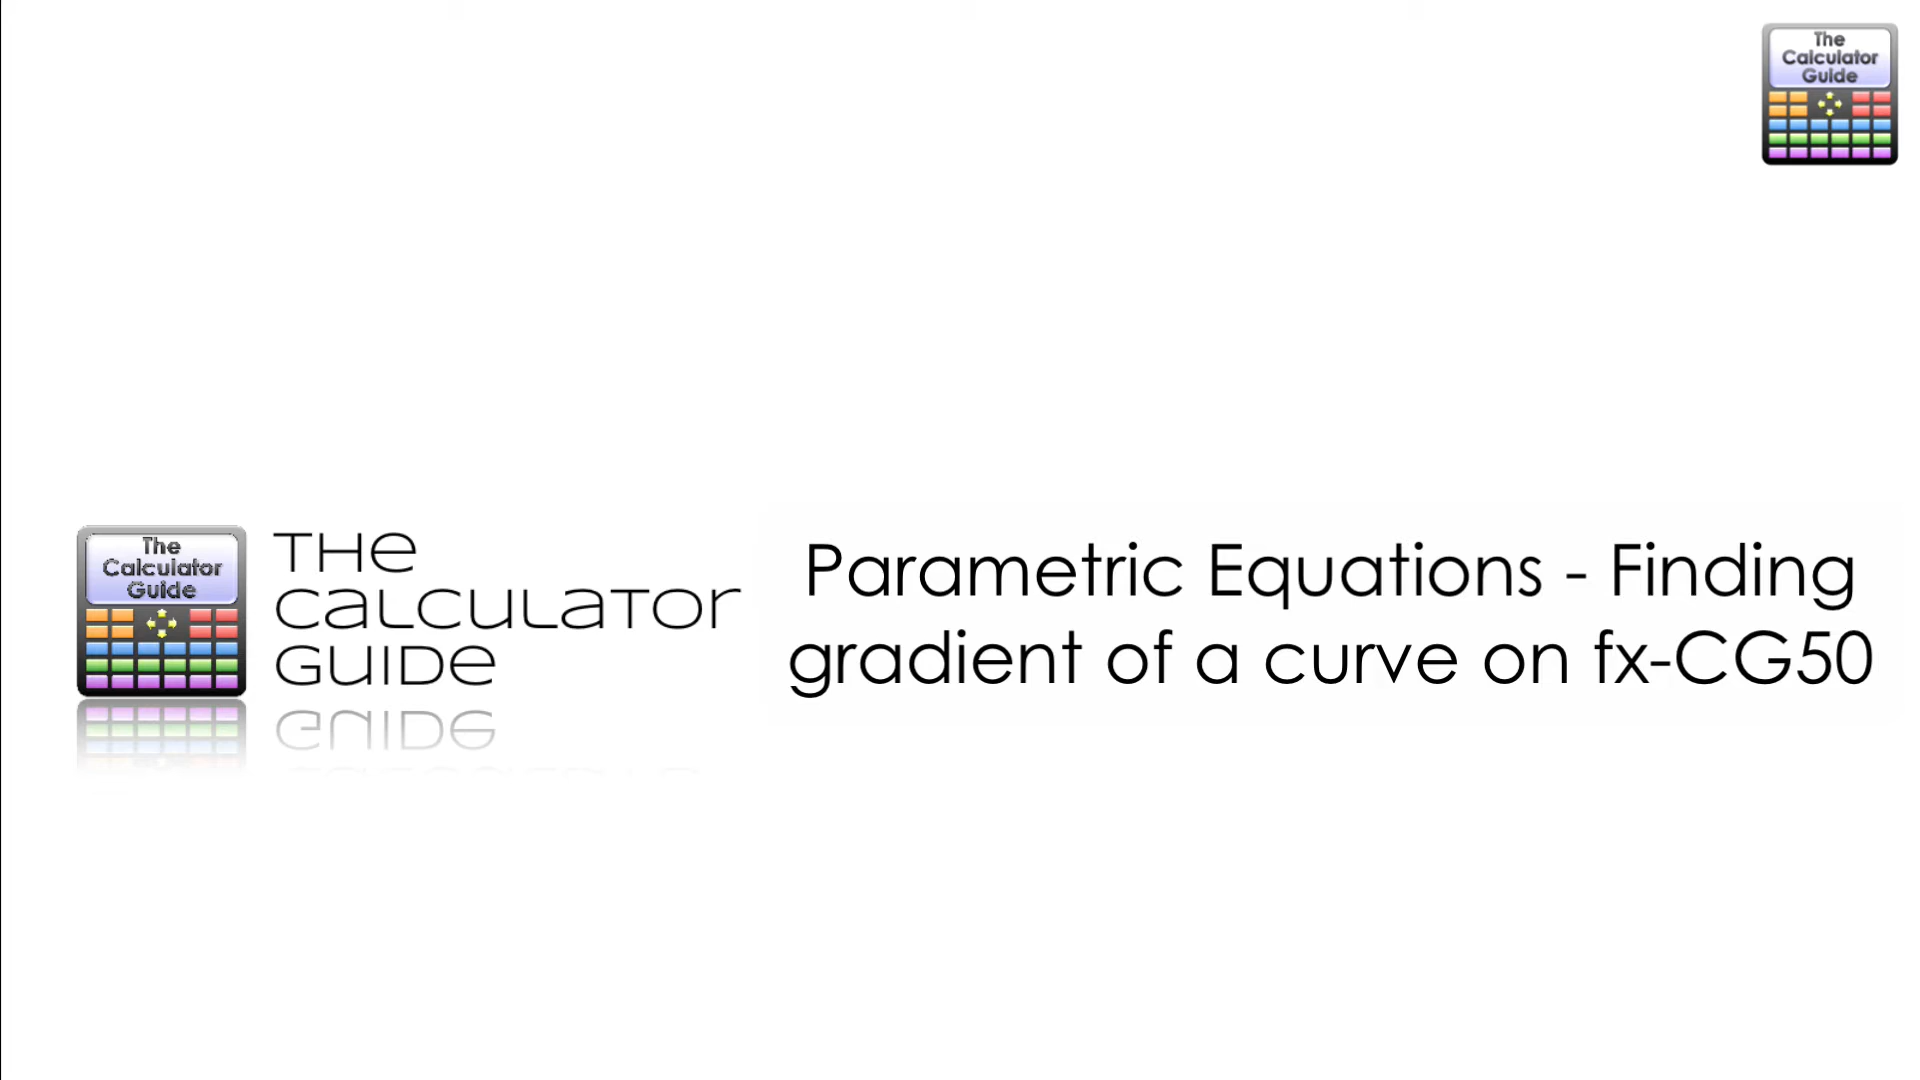 The
Calculator
Guide
The
Calculator
Guide
THe
CaLCULaTOr
GUIDe
Parametric Equations - Finding
gradient of a curve on fx-CG50